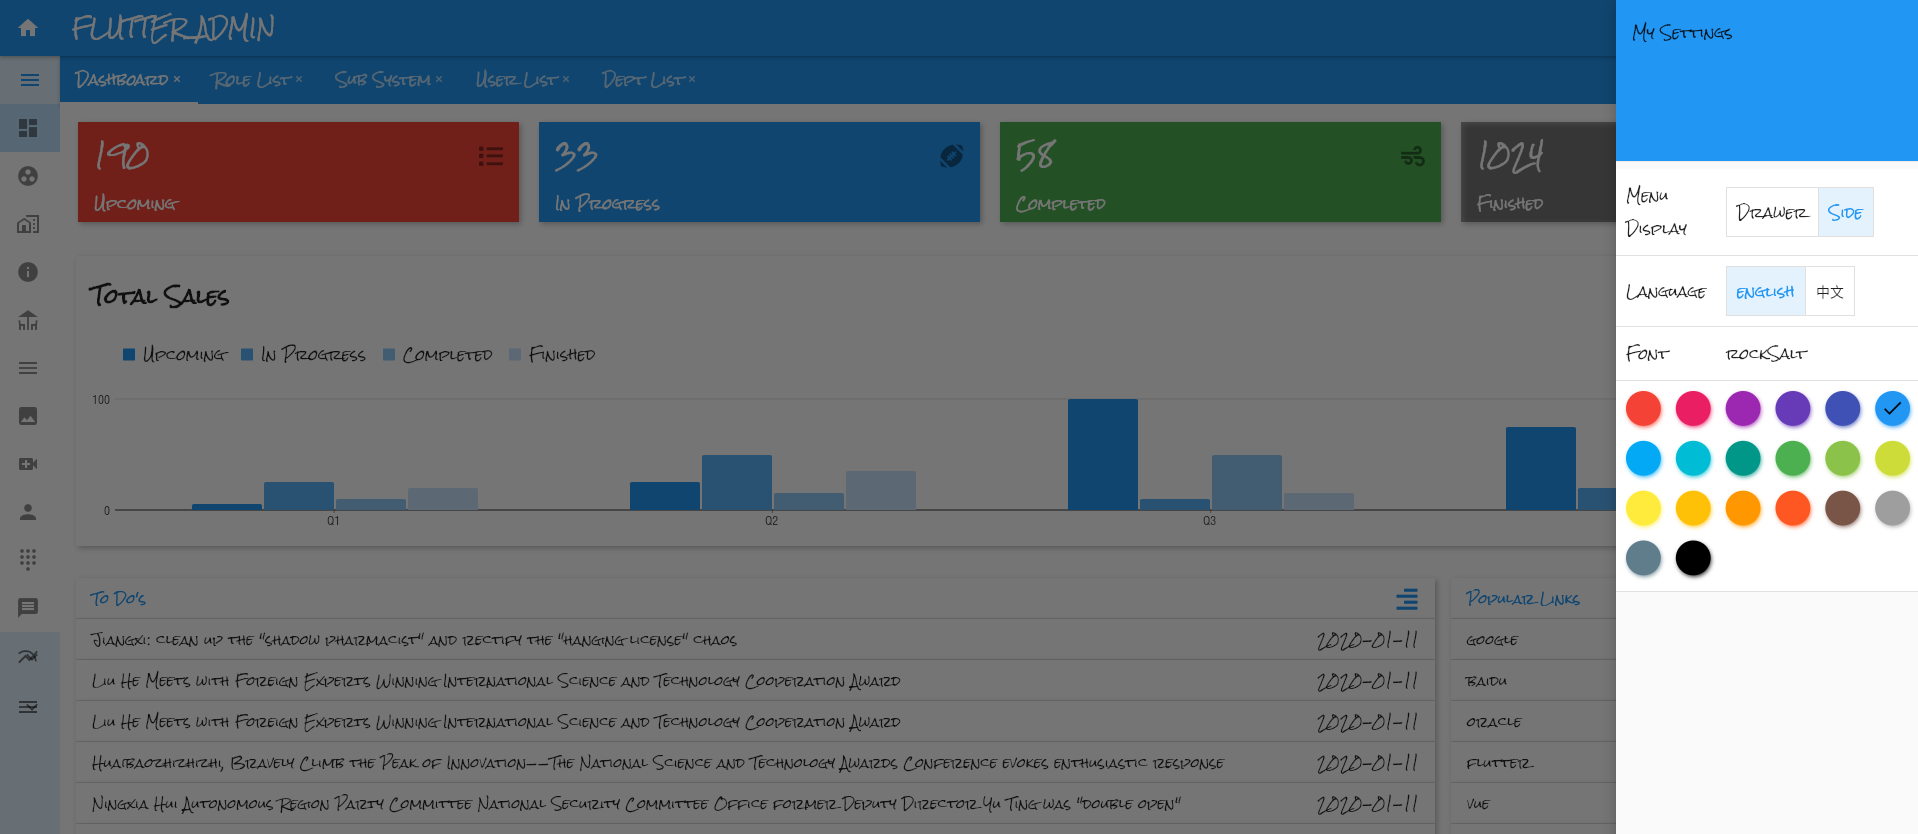 FLUTTER_ADMIN
My Settings
Dashboard × Role List × Sub System × User List × Dept List ×
190
Upcoming
33
In Progress
58
Completed
1024
Finished
Menu Display
Drawer Side
Language english 中文
Font rockSalt
Total Sales
Upcoming In Progress Completed Finished
100
0
Q1 Q2 Q3
To Do's
Jiangxi: clean up the "shadow pharmacist" and rectify the "hanging license" chaos 2020-01-11
Liu He Meets with Foreign Experts Winning International Science and Technology Cooperation Award 2020-01-11
Liu He Meets with Foreign Experts Winning International Science and Technology Cooperation Award 2020-01-11
Huaibaozhizhizhi, Bravely Climb the Peak of Innovation--The National Science and Technology Awards Conference evokes enthusiastic response 2020-01-11
Ningxia Hui Autonomous Region Party Committee National Security Committee Office former Deputy Director Yu Ting was "double open" 2020-01-11
Popular Links
google
baidu
oracle
flutter
vue